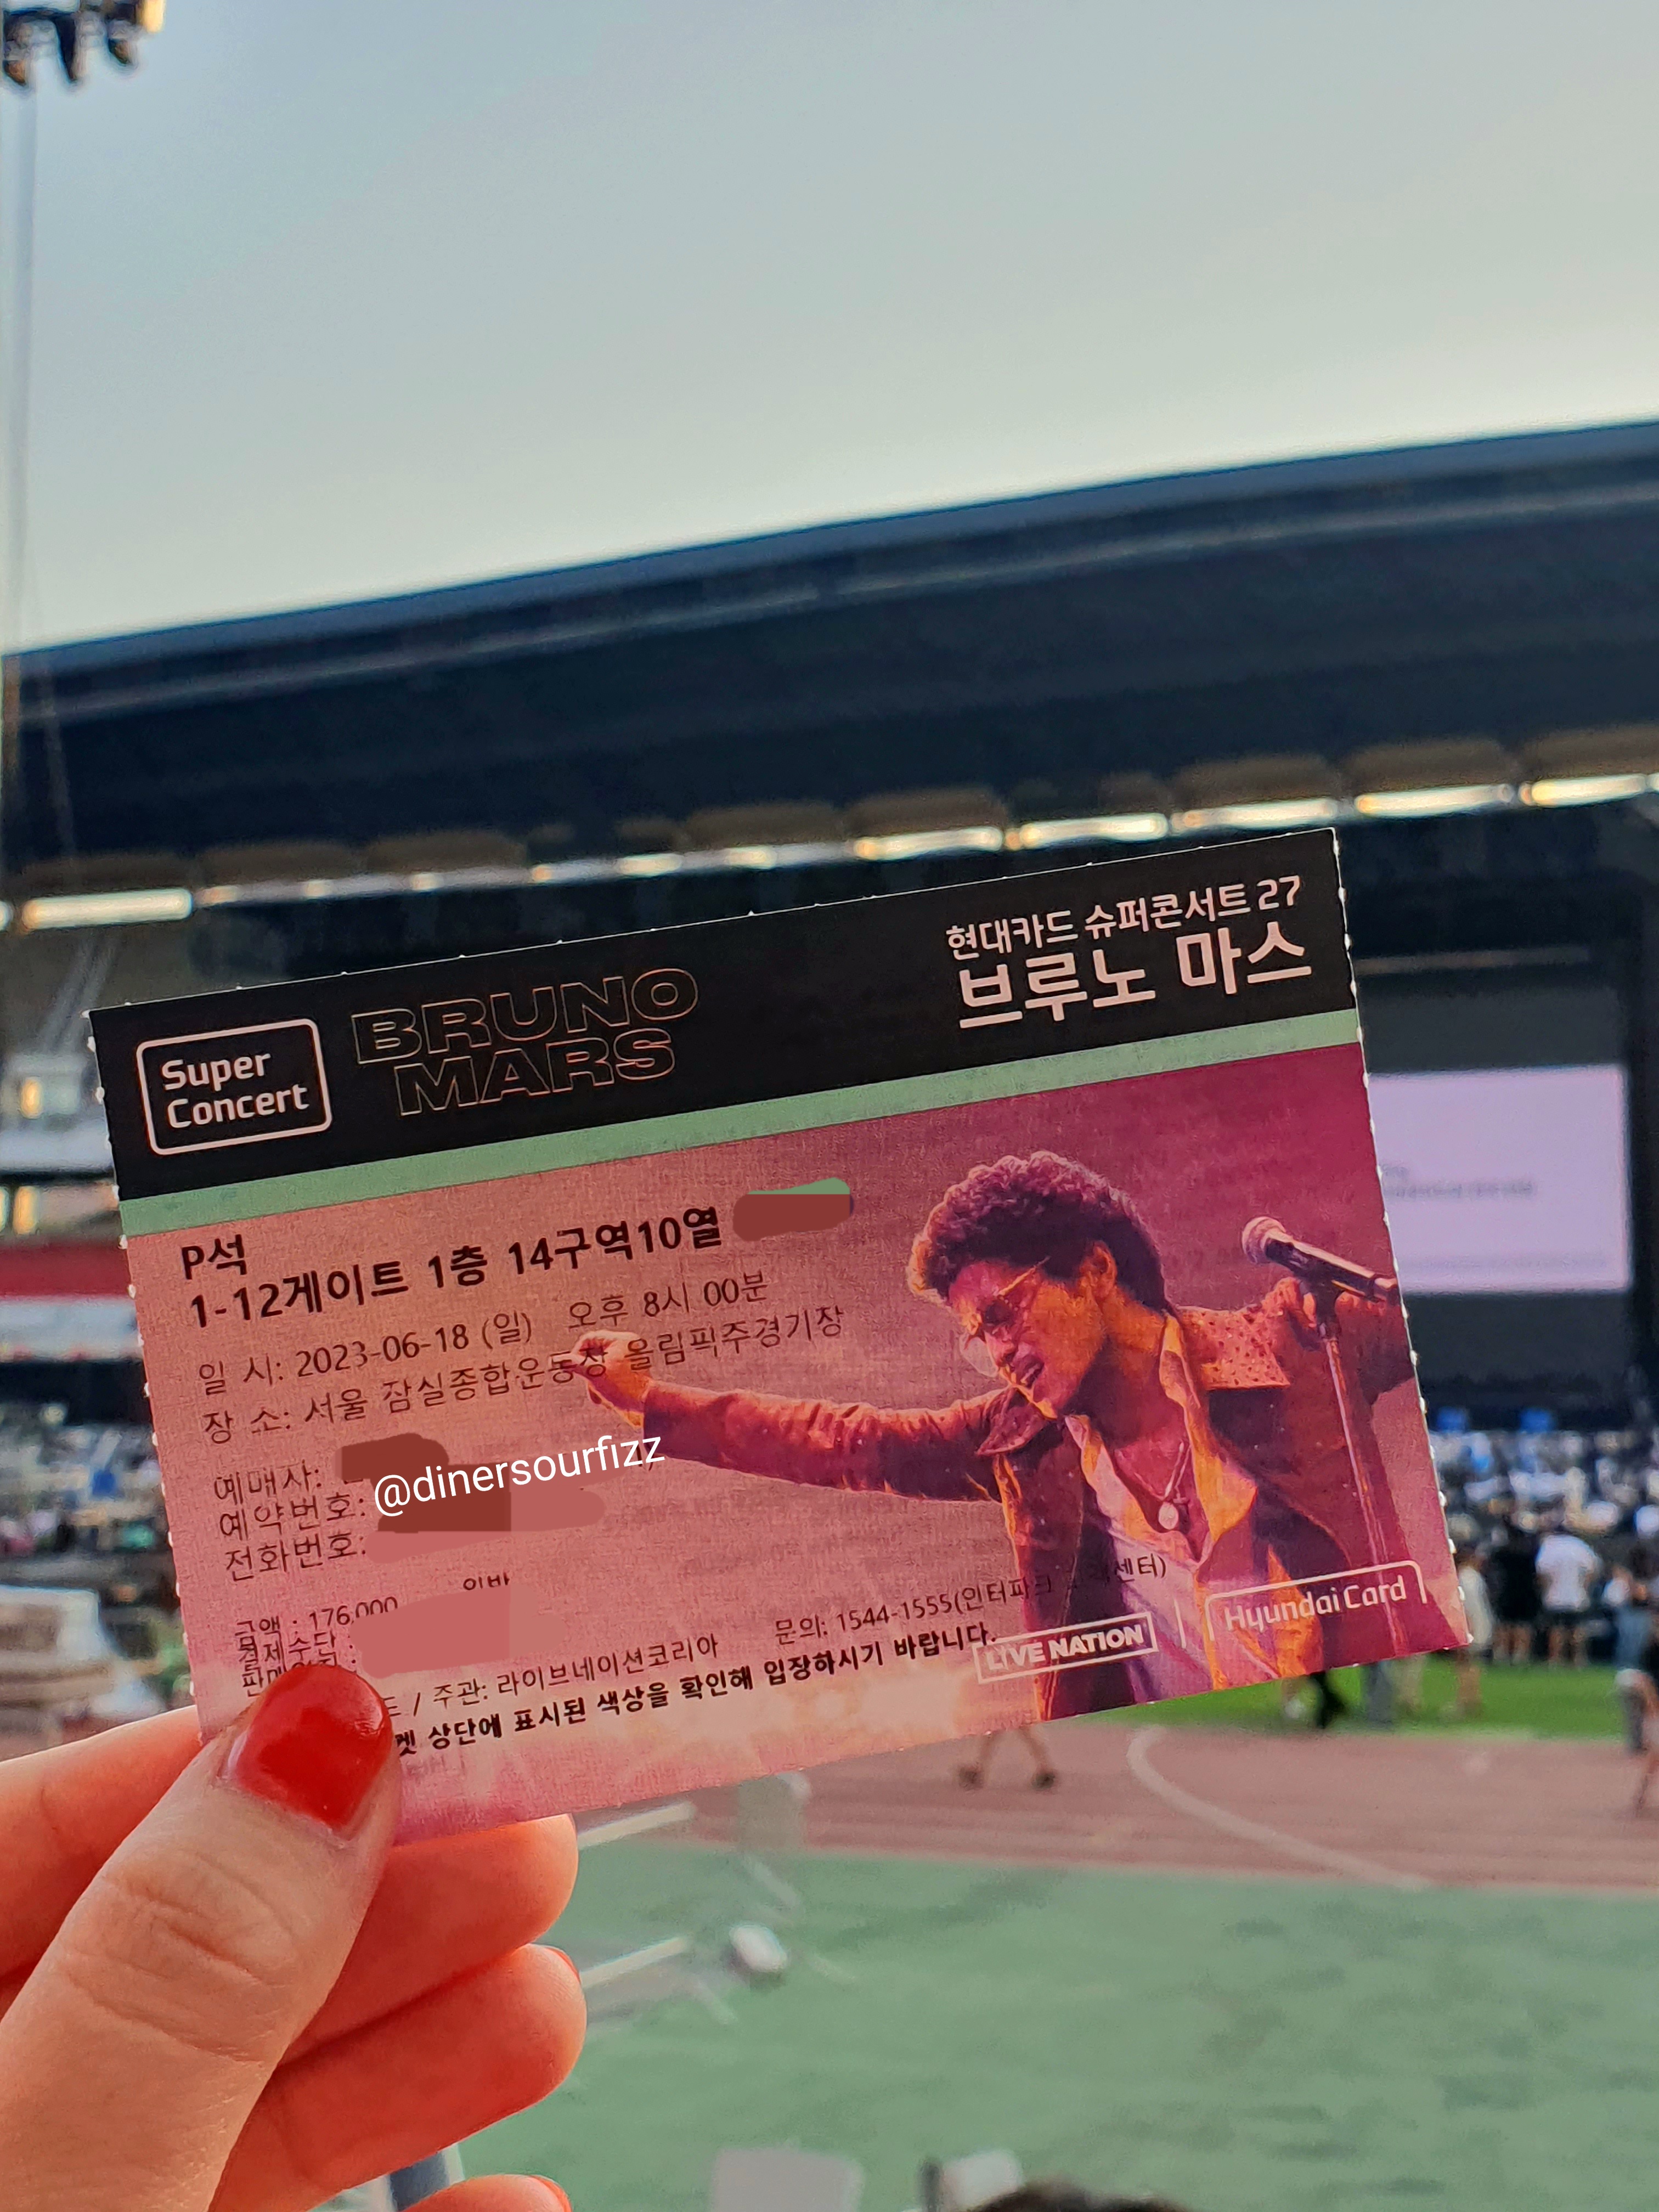 Super
Concert
BRUNO
MARS
현대카드 슈퍼콘서트 27
브루노 마스
P석
1-12게이트 1층 14구역10열
일 시: 2023-06-18 (일) 오후 8시 00분
장 소: 서울 잠실종합운동장 올림픽주경기장
예매사:
예약번호:
전화번호:
@dinersourfizz
금액 : 176,000
결제수단 :
문의: 1544-1555(인터파크 고객센터)
/ 주관: 라이브네이션코리아
켓 상단에 표시된 색상을 확인해 입장하시기 바랍니다.
LIVE NATION
Hyundai Card